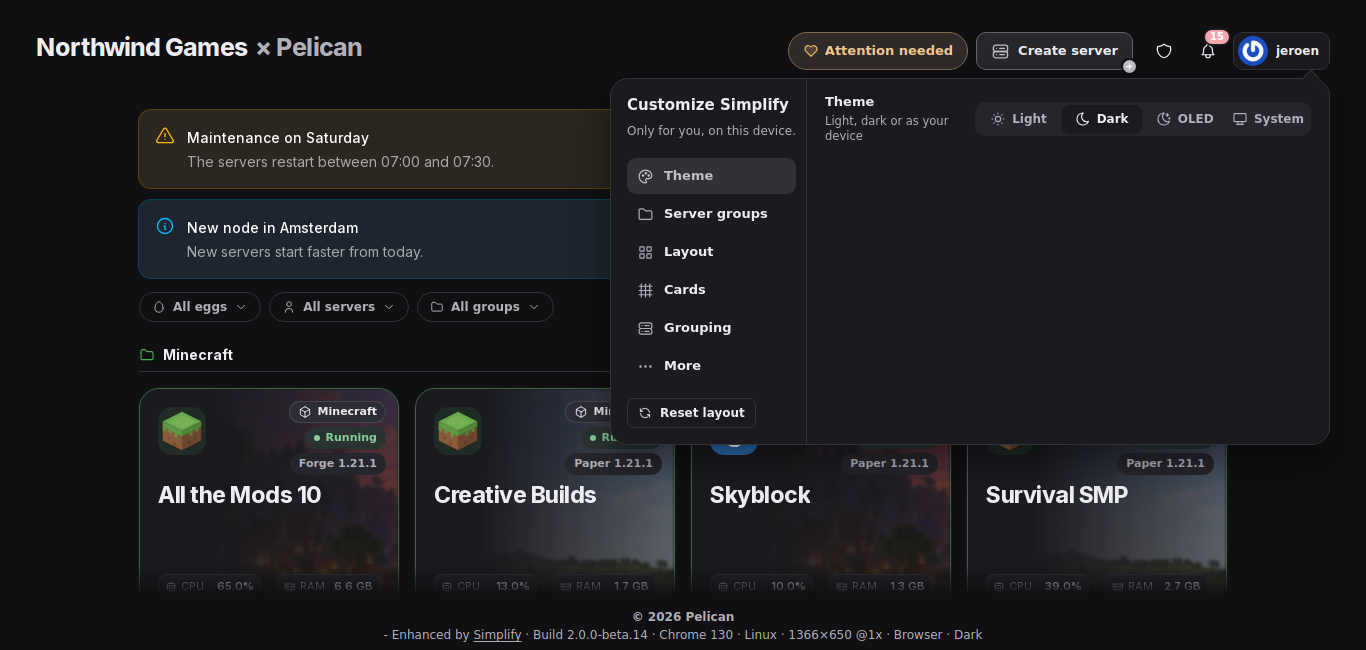 Northwind Games × Pelican
Attention needed
Create server
15
jeroen
Maintenance on Saturday
The servers restart between 07:00 and 07:30.
New node in Amsterdam
New servers start faster from today.
All eggs
All servers
All groups
Customize Simplify
Only for you, on this device.
Theme
Server groups
Layout
Cards
Grouping
More
Reset layout
Theme
Light, dark or as your
device
Light
Dark
OLED
System
Minecraft
Minecraft
Running
Forge 1.21.1
All the Mods 10
CPU 65.0%
RAM 6.6 GB
Paper 1.21.1
Creative Builds
CPU 13.0%
RAM 1.7 GB
Paper 1.21.1
Skyblock
CPU 10.0%
RAM 1.3 GB
Paper 1.21.1
Survival SMP
CPU 39.0%
RAM 2.7 GB
© 2026 Pelican
- Enhanced by Simplify · Build 2.0.0-beta.14 · Chrome 130 · Linux · 1366×650 @1x · Browser · Dark